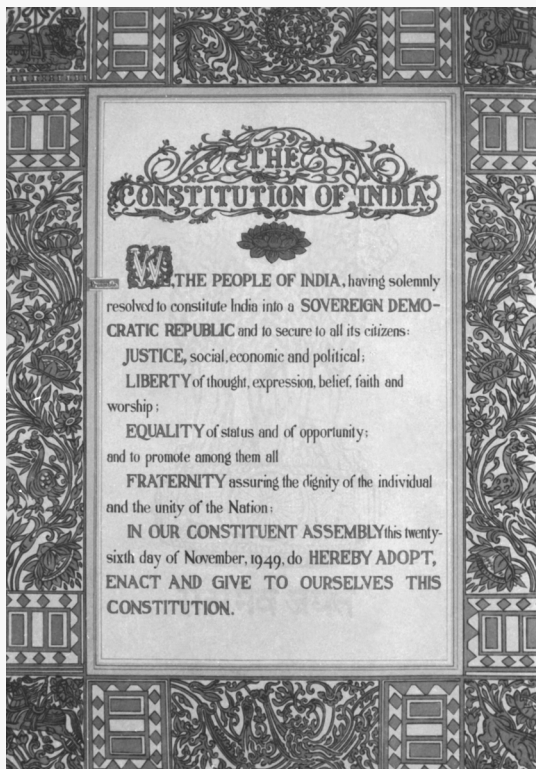 THE
CONSTITUTION OF INDIA
WE, THE PEOPLE OF INDIA, having solemnly
resolved to constitute India into a SOVEREIGN DEMO-
CRATIC REPUBLIC and to secure to all its citizens:
JUSTICE, social, economic and political;
LIBERTY of thought, expression, belief, faith and
worship;
EQUALITY of status and of opportunity;
and to promote among them all
FRATERNITY assuring the dignity of the individual
and the unity of the Nation;
IN OUR CONSTITUENT ASSEMBLY this twenty-
sixth day of November, 1949, do HEREBY ADOPT,
ENACT AND GIVE TO OURSELVES THIS
CONSTITUTION.